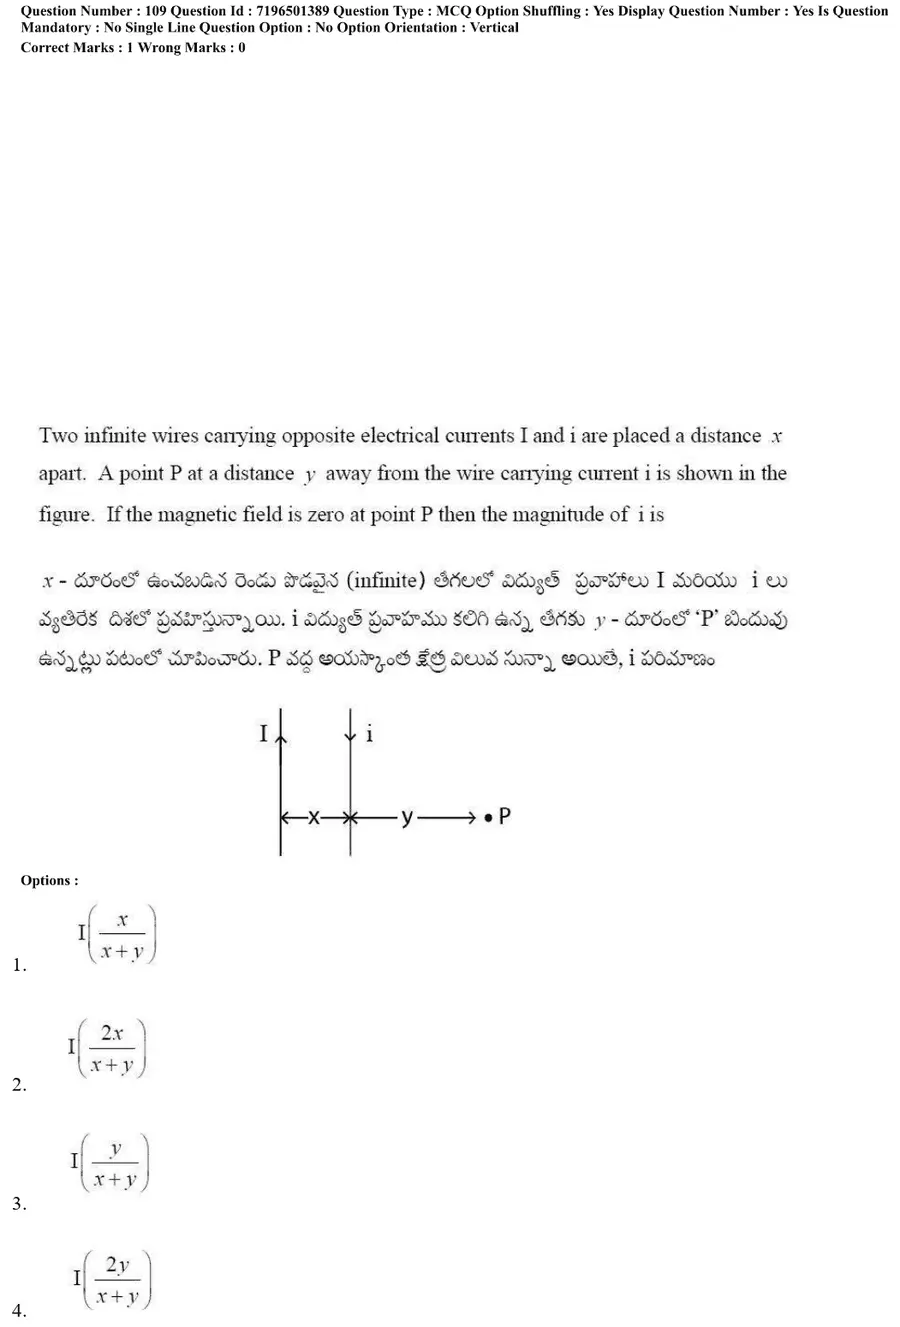 Question Number : 109 Question Id : 7196501389 Question Type : MCQ Option Shuffling : Yes Display Question Number : Yes Is Question
Mandatory : No Single Line Question Option : No Option Orientation : Vertical
Correct Marks : 1 Wrong Marks : 0
Two infinite wires carrying opposite electrical currents I and i are placed a distance x
apart. A point P at a distance y away from the wire carrying current i is shown in the
figure. If the magnetic field is zero at point P then the magnitude of i is
x - దూరంలో ఉంచబడిన రెండు పొడవైన (infinite) తీగలలో విద్యుత్ ప్రవాహాలు I మరియు i లు
వ్యతిరేక దిశలో ప్రవహిస్తున్నాయి. i విద్యుత్ ప్రవాహము కలిగి ఉన్న తీగకు y - దూరంలో 'P' బిందువు
ఉన్నట్లు పటంలో చూపించారు. P వద్ద అయస్కాంత క్షేత్ర విలువ సున్నా అయితే, i పరిమాణం
I i
x y P
Options :
1. I(x/(x+y))
2. I(2x/(x+y))
3. I(y/(x+y))
4. I(2y/(x+y))